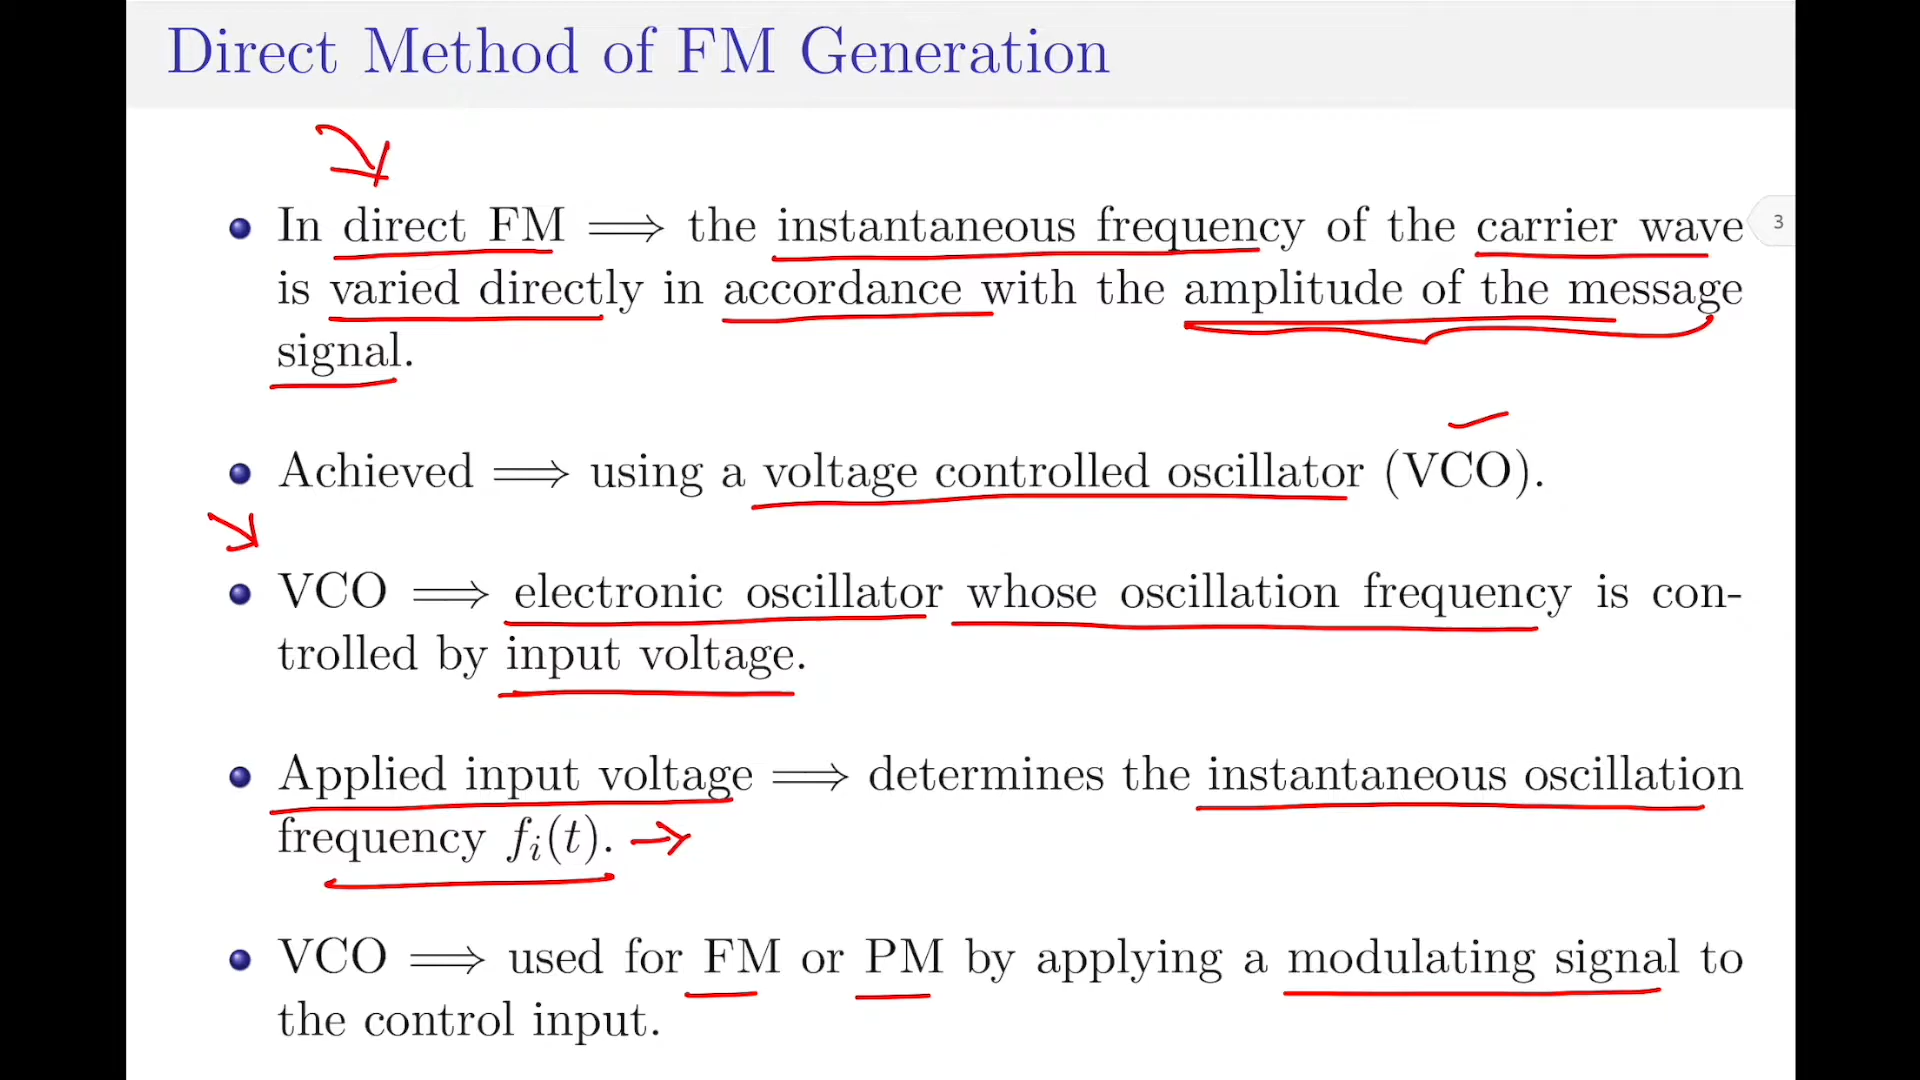 Direct Method of FM Generation
• In direct FM ⟹ the instantaneous frequency of the carrier wave
is varied directly in accordance with the amplitude of the message
signal.
3
• Achieved ⟹ using a voltage controlled oscillator (VCO).
• VCO ⟹ electronic oscillator whose oscillation frequency is con-
trolled by input voltage.
• Applied input voltage ⟹ determines the instantaneous oscillation
frequency fᵢ(t). →
• VCO ⟹ used for FM or PM by applying a modulating signal to
the control input.